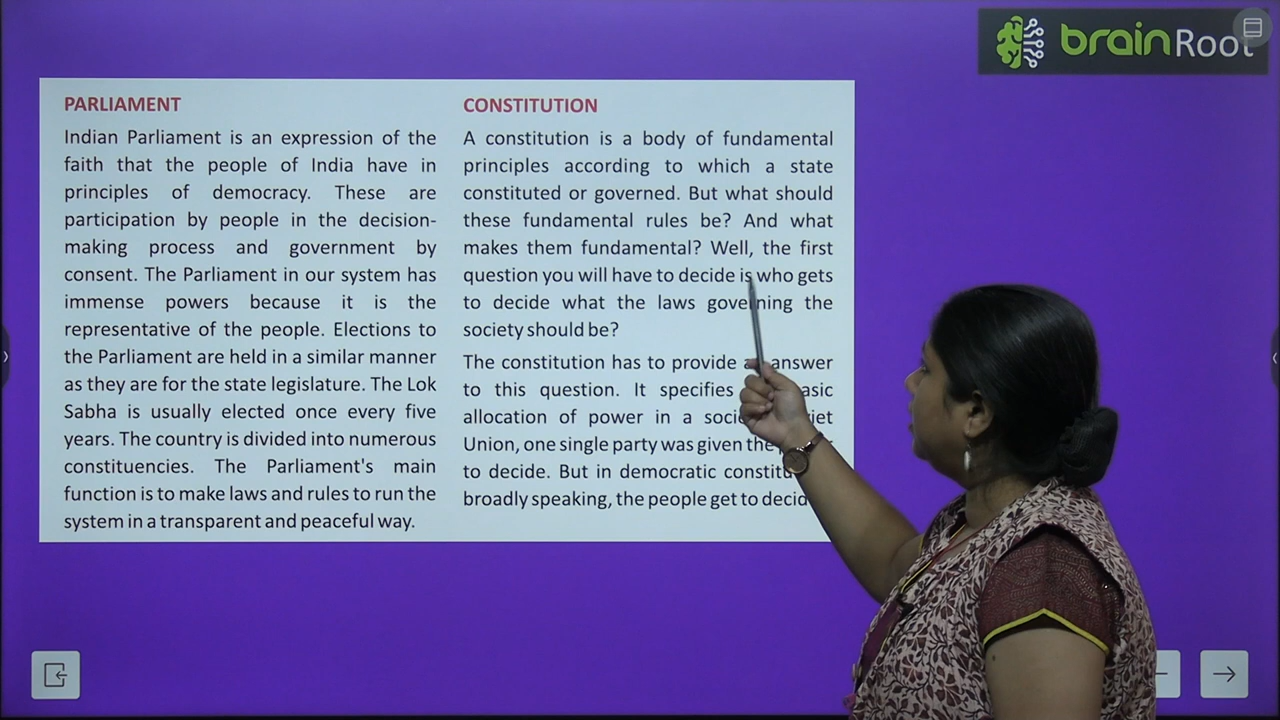 brainRoot
PARLIAMENT
Indian Parliament is an expression of the
faith that the people of India have in
principles of democracy. These are
participation by people in the decision-
making process and government by
consent. The Parliament in our system has
immense powers because it is the
representative of the people. Elections to
the Parliament are held in a similar manner
as they are for the state legislature. The Lok
Sabha is usually elected once every five
years. The country is divided into numerous
constituencies. The Parliament's main
function is to make laws and rules to run the
system in a transparent and peaceful way.
CONSTITUTION
A constitution is a body of fundamental
principles according to which a state
constituted or governed. But what should
these fundamental rules be? And what
makes them fundamental? Well, the first
question you will have to decide is who gets
to decide what the laws governing the
society should be?
The constitution has to provide an answer
to this question. It specifies
allocation of power in a
Union, one single party was given the
to decide. But in democratic
broadly speaking, the people get to